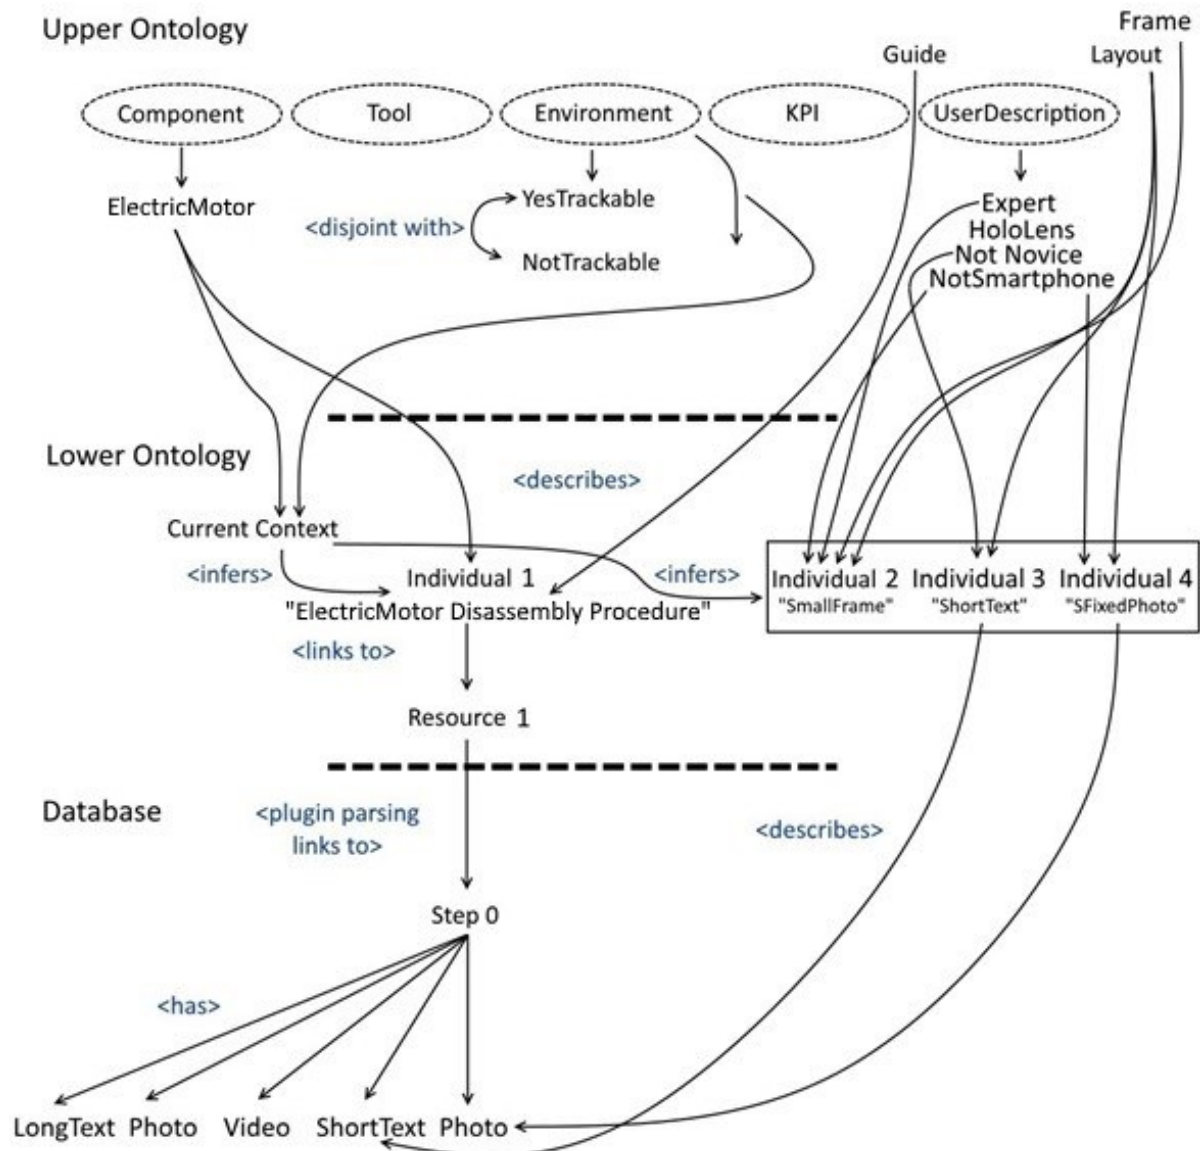 Upper Ontology
Frame
Guide
Layout
Component
Tool
Environment
KPI
UserDescription
ElectricMotor
<disjoint with>
YesTrackable
NotTrackable
Expert
HoloLens
Not Novice
NotSmartphone
Lower Ontology
<describes>
Current Context
<infers>
Individual 1
"ElectricMotor Disassembly Procedure"
<infers>
Individual 2
"SmallFrame"
Individual 3
"ShortText"
Individual 4
"SFixedPhoto"
<links to>
Resource 1
Database
<plugin parsing
links to>
<describes>
Step 0
<has>
LongText
Photo
Video
ShortText
Photo